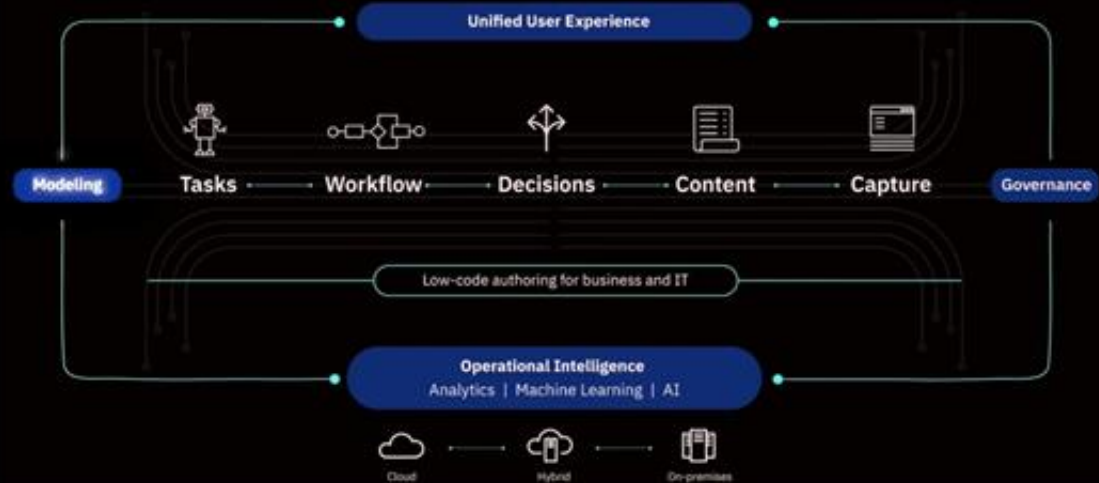 Unified User Experience
Modeling
Tasks
Workflow
Decisions
Content
Capture
Governance
Low-code authoring for business and IT
Operational Intelligence
Analytics | Machine Learning | AI
Cloud
Hybrid
On-premises